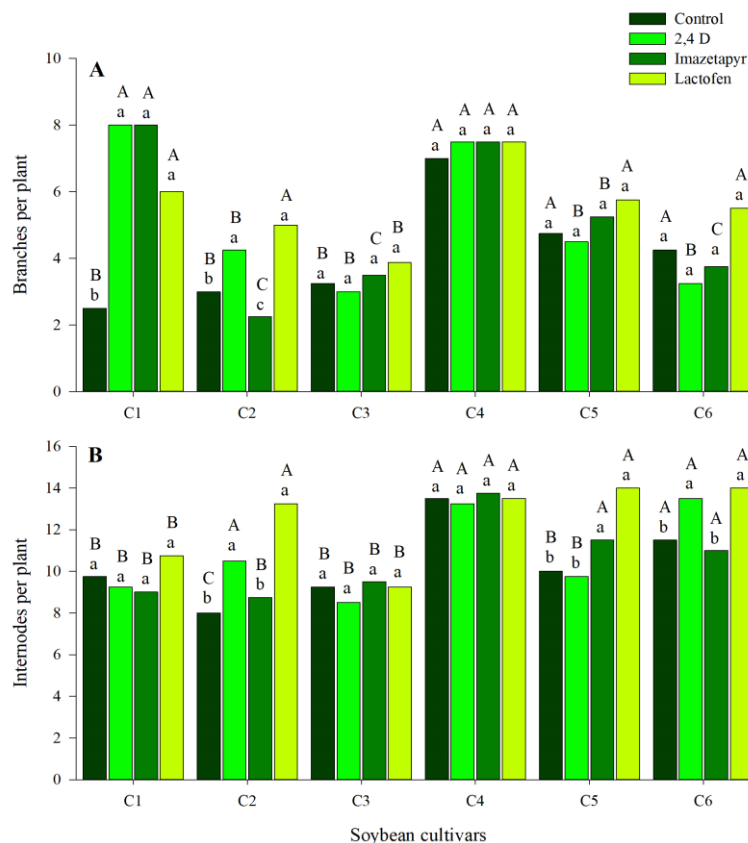 Control
2,4 D
Imazetapyr
Lactofen
A
Branches per plant
10
8
6
4
2
0
B A A A B B C A B B C B A A A A A B B A A B C A
b a a a b a c a a a a a a a a a a a a a a a a a
C1 C2 C3 C4 C5 C6
B
Internodes per plant
16
14
12
10
8
6
4
2
0
B B B B C A B A B B B B A A A A B B A A A A A A
a a a a b a b a a a a a a a a a b b a a b a b a
C1 C2 C3 C4 C5 C6
Soybean cultivars